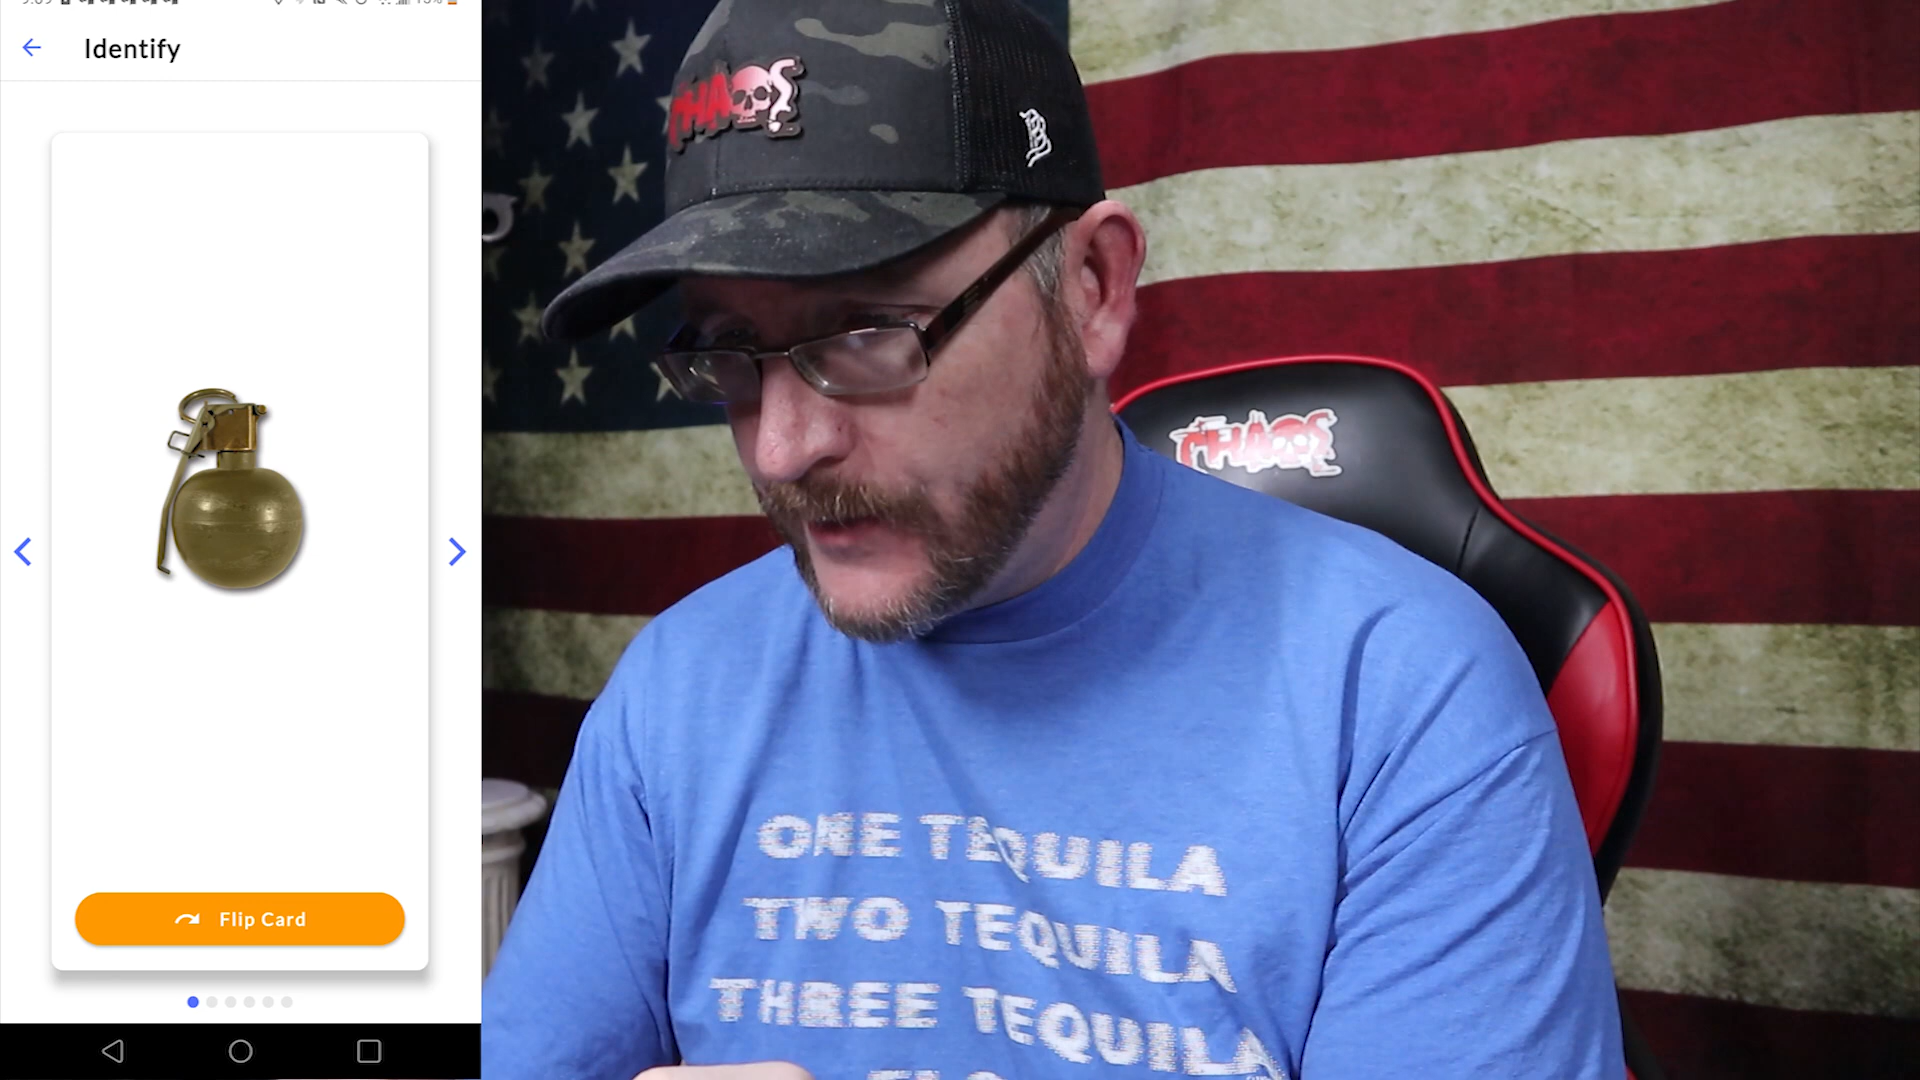 Identify
Flip Card
CHAOS
CHAOS
ONE TEQUILA
TWO TEQUILA
THREE TEQUILA